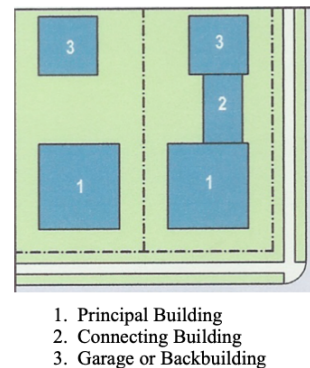 3
3
2
1
1
1. Principal Building
2. Connecting Building
3. Garage or Backbuilding